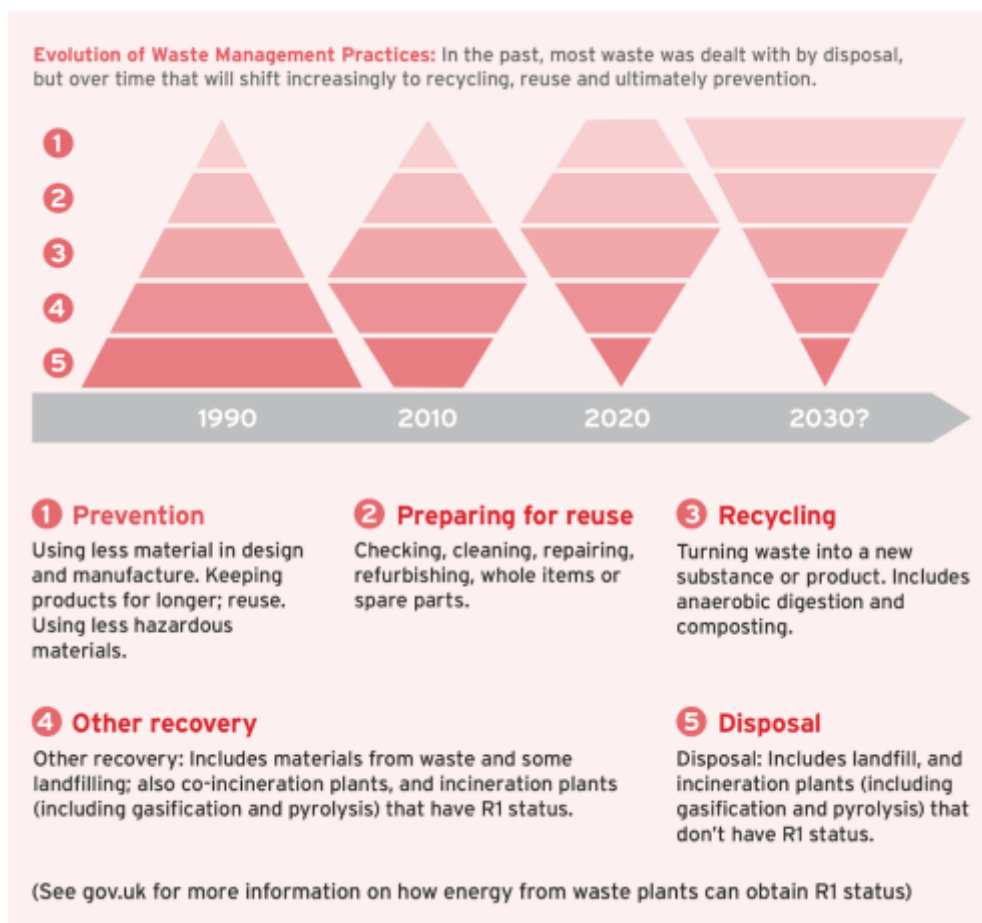 Evolution of Waste Management Practices: In the past, most waste was dealt with by disposal,
but over time that will shift increasingly to recycling, reuse and ultimately prevention.
1
2
3
4
5
1990 2010 2020 2030?
1 Prevention
Using less material in design
and manufacture. Keeping
products for longer; reuse.
Using less hazardous
materials.
2 Preparing for reuse
Checking, cleaning, repairing,
refurbishing, whole items or
spare parts.
3 Recycling
Turning waste into a new
substance or product. Includes
anaerobic digestion and
composting.
4 Other recovery
Other recovery: Includes materials from waste and some
landfilling; also co-incineration plants, and incineration plants
(including gasification and pyrolysis) that have R1 status.
5 Disposal
Disposal: Includes landfill, and
incineration plants (including
gasification and pyrolysis) that
don't have R1 status.
(See gov.uk for more information on how energy from waste plants can obtain R1 status)